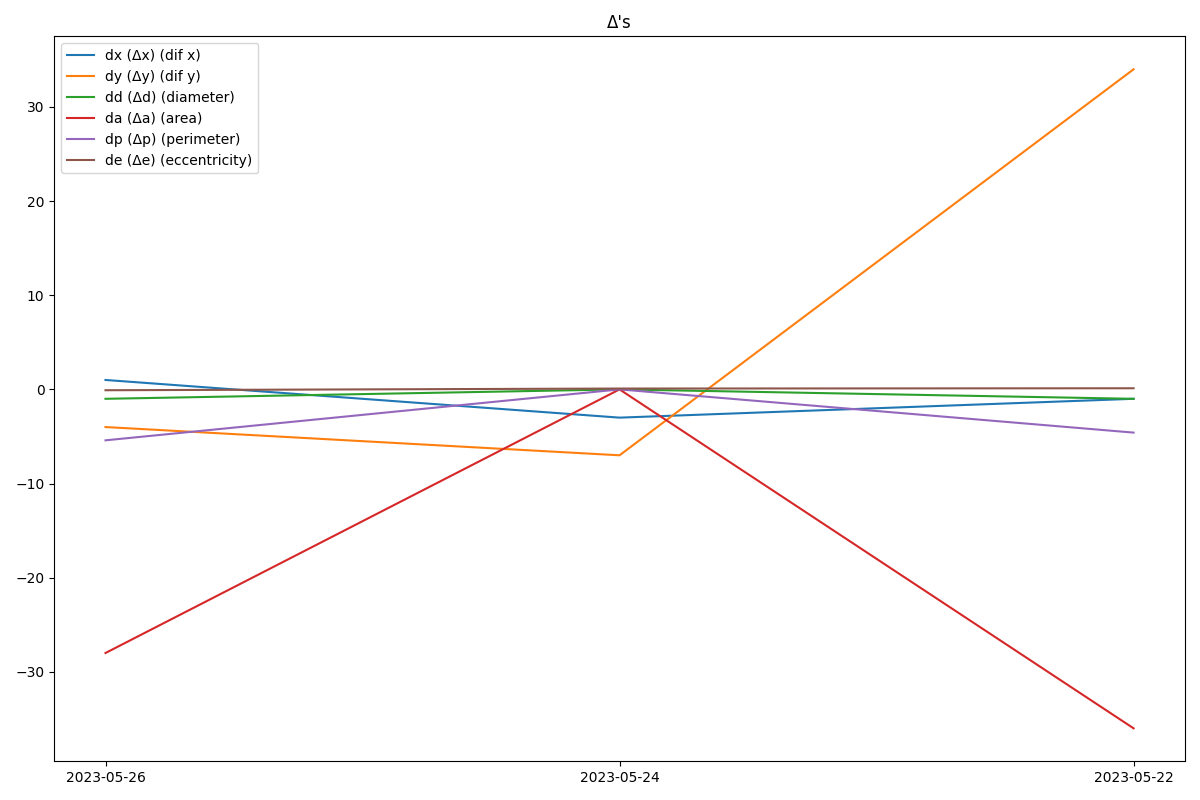 Δ's
dx (Δx) (dif x)
dy (Δy) (dif y)
dd (Δd) (diameter)
da (Δa) (area)
dp (Δp) (perimeter)
de (Δe) (eccentricity)
30
20
10
0
−10
−20
−30
2023-05-26
2023-05-24
2023-05-22